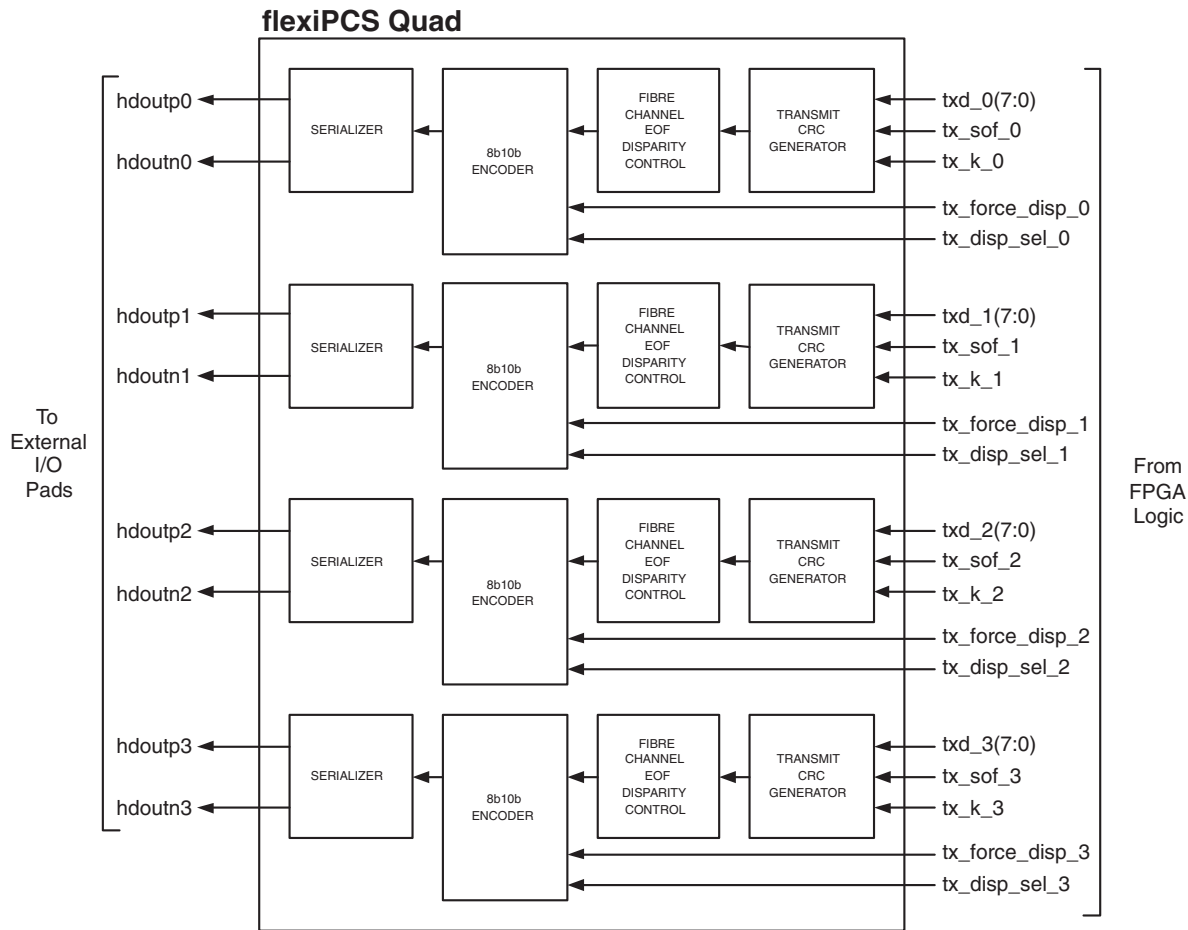 flexiPCS Quad
hdoutp0
hdoutn0
SERIALIZER
8b10b
ENCODER
FIBRE
CHANNEL
EOF
DISPARITY
CONTROL
TRANSMIT
CRC
GENERATOR
txd_0(7:0)
tx_sof_0
tx_k_0
tx_force_disp_0
tx_disp_sel_0
hdoutp1
hdoutn1
SERIALIZER
8b10b
ENCODER
FIBRE
CHANNEL
EOF
DISPARITY
CONTROL
TRANSMIT
CRC
GENERATOR
txd_1(7:0)
tx_sof_1
tx_k_1
tx_force_disp_1
tx_disp_sel_1
To
External
I/O
Pads
From
FPGA
Logic
hdoutp2
hdoutn2
SERIALIZER
8b10b
ENCODER
FIBRE
CHANNEL
EOF
DISPARITY
CONTROL
TRANSMIT
CRC
GENERATOR
txd_2(7:0)
tx_sof_2
tx_k_2
tx_force_disp_2
tx_disp_sel_2
hdoutp3
hdoutn3
SERIALIZER
8b10b
ENCODER
FIBRE
CHANNEL
EOF
DISPARITY
CONTROL
TRANSMIT
CRC
GENERATOR
txd_3(7:0)
tx_sof_3
tx_k_3
tx_force_disp_3
tx_disp_sel_3